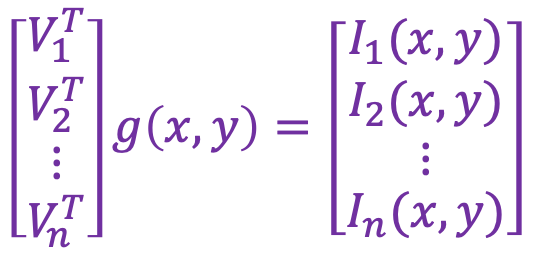 [V₁ᵀ V₂ᵀ ⋮ Vₙᵀ] g(x, y) = [I₁(x, y) I₂(x, y) ⋮ Iₙ(x, y)]